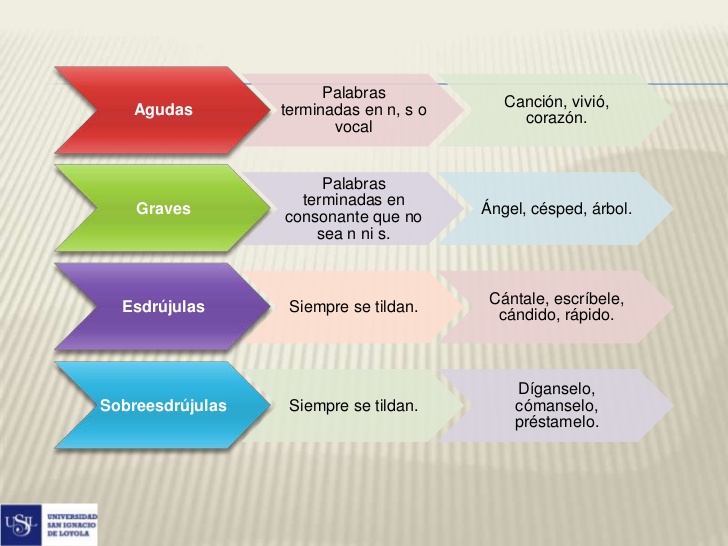 Agudas
Palabras
terminadas en n, s o
vocal
Canción, vivió,
corazón.
Graves
Palabras
terminadas en
consonante que no
sea n ni s.
Ángel, césped, árbol.
Esdrújulas
Siempre se tildan.
Cántale, escríbele,
cándido, rápido.
Sobreesdrújulas
Siempre se tildan.
Díganselo,
cómanselo,
préstamelo.
USIL
UNIVERSIDAD
SAN IGNACIO
DE LOYOLA